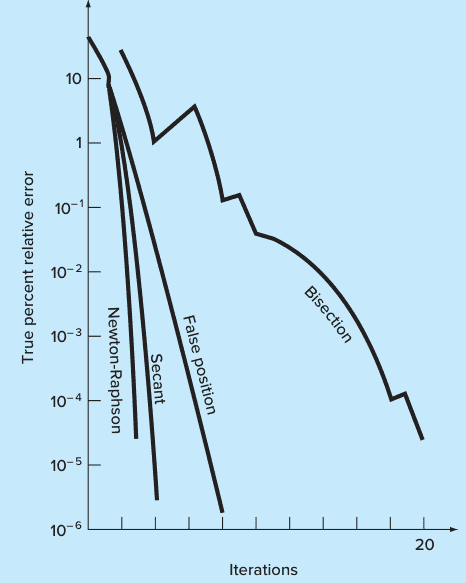 10
1
10⁻¹
10⁻²
10⁻³
10⁻⁴
10⁻⁵
10⁻⁶
True percent relative error
Newton-Raphson
Secant
False position
Bisection
20
Iterations